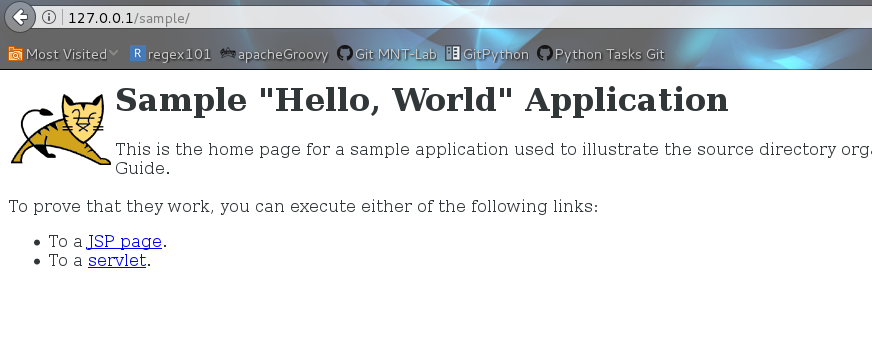 127.0.0.1/sample/
Most Visited regex101 apacheGroovy Git MNT-Lab GitPython Python Tasks Git
Sample "Hello, World" Application
This is the home page for a sample application used to illustrate the source directory
Guide.
To prove that they work, you can execute either of the following links:
To a JSP page.
To a servlet.